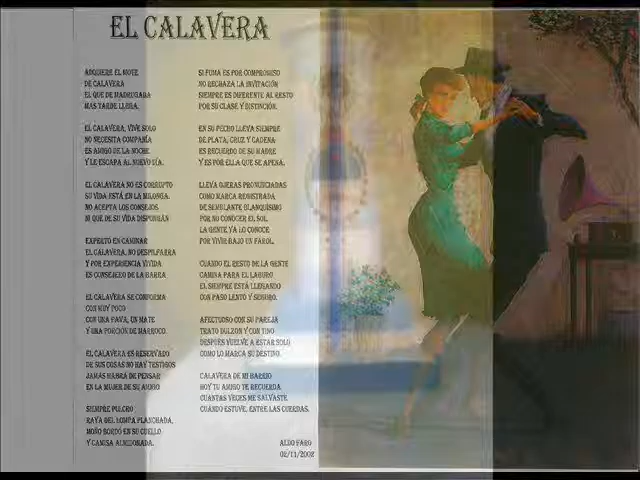 EL CALAVERA
ADQUIERE EL MOTE
DE CALAVERA
EL QUE DE MADRUGADA
MAS TARDE LLEGA.
EL CALAVERA, VIVE SOLO
NO NECESITA COMPAÑIA
ES AMIGO DE LA NOCHE
Y LE ESCAPA AL NUEVO DÍA.
EL CALAVERA NO ES CORRUPTO
SU VIDA ESTÁ EN LA MILONGA.
NO ACEPTA LOS CONSEJOS
NI QUE DE SU VIDA DISPONGAN
EXPERTO EN CAMINAR
EL CALAVERA, NO DESPILFARRA
Y POR EXPERIENCIA VIVIDA
ES CONSEJERO DE LA BARRA
EL CALAVERA SE CONFORMA
CON MUY POCO
CON UNA PAVA, UN MATE
Y UNA PORCIÓN DE MARROCO.
EL CALAVERA ES RESERVADO
DE SUS COSAS NO HAY TESTIGOS
JAMÁS HABRÁ DE PENSAR
EN LA MUJER DE SU AMIGO
SIEMPRE PULCRO
RAYA DEL LOMPA PLANCHADA,
MOÑO BORDÓ EN SU CUELLO
Y CAMISA ALMIDONADA.
SI FUMA ES POR COMPROMISO
NO RECHAZA LA INVITACIÓN
SIEMPRE ES DIFERENTE AL RESTO
POR SU CLASE Y DISTINCIÓN.
EN SU PECHO LLEVA SIEMPRE
DE PLATA, CRUZ Y CADENA
ES RECUERDO DE SU MADRE
Y ES POR ELLA QUE SE APENA.
LLEVA OJERAS PRONUNCIADAS
COMO MARCA REGISTRADA
DE SEMBLANTE BLANQUÍSIMO
POR NO CONOCER EL SOL
LA GENTE YA LO CONOCE
POR VIVIR BAJO UN FAROL.
CUANDO EL RESTO DE LA GENTE
CAMINA PARA EL LABURO
EL SIEMPRE ESTÁ LLEGANDO
CON PASO LENTO Y SEGURO.
AFECTUOSO CON SU PAREJA
TRATO DULZÓN Y CON TINO
DESPUÉS VUELVE A ESTAR SOLO
COMO LO MARCA SU DESTINO.
CALAVERA DE MI BARRIO
HOY TU AMIGO TE RECUERDA
CUANTAS VECES ME SALVASTE
CUANDO ESTUVE, ENTRE LAS CUERDAS.
ALDO FARO
02/11/2002